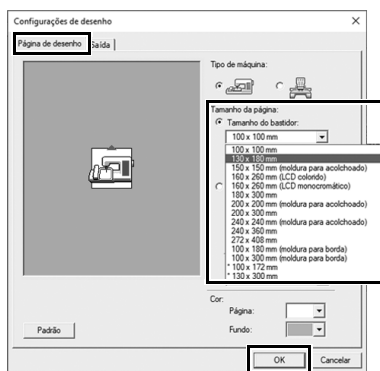 Configurações de desenho
Página de desenho
Saída
Tipo de máquina:
Tamanho da página:
Tamanho do bastidor:
100 x 100 mm
100 x 100 mm
130 x 180 mm
150 x 150 mm (moldura para acolchoado)
160 x 260 mm (LCD colorido)
160 x 260 mm (LCD monocromático)
180 x 300 mm
200 x 200 mm (moldura para acolchoado)
200 x 300 mm
240 x 240 mm (moldura para acolchoado)
240 x 360 mm
272 x 408 mm
100 x 180 mm (moldura para borda)
100 x 300 mm (moldura para borda)
* 100 x 172 mm
* 130 x 300 mm
Cor:
Página:
Fundo:
Padrão
OK
Cancelar